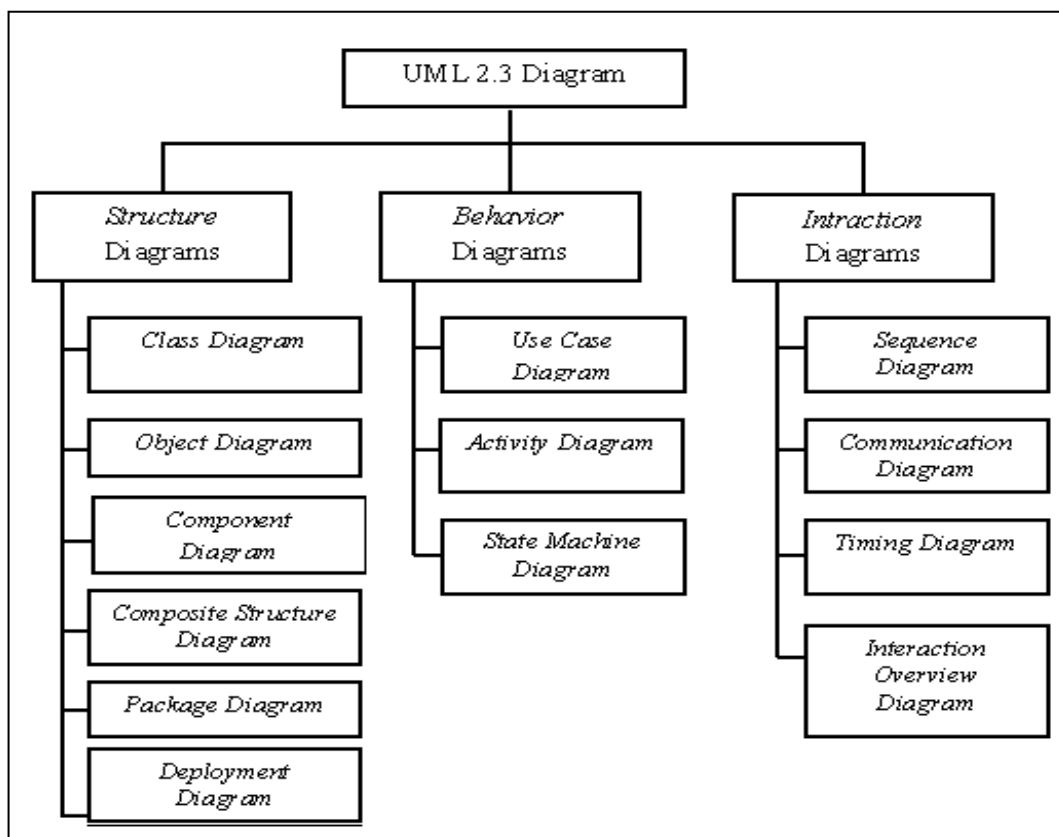 UML 2.3 Diagram
Structure
Diagrams
Class Diagram
Object Diagram
Component
Diagram
Composite Structure
Diagram
Package Diagram
Deployment
Diagram
Behavior
Diagrams
Use Case
Diagram
Activity Diagram
State Machine
Diagram
Intraction
Diagrams
Sequence
Diagram
Communication
Diagram
Timing Diagram
Interaction
Overview
Diagram